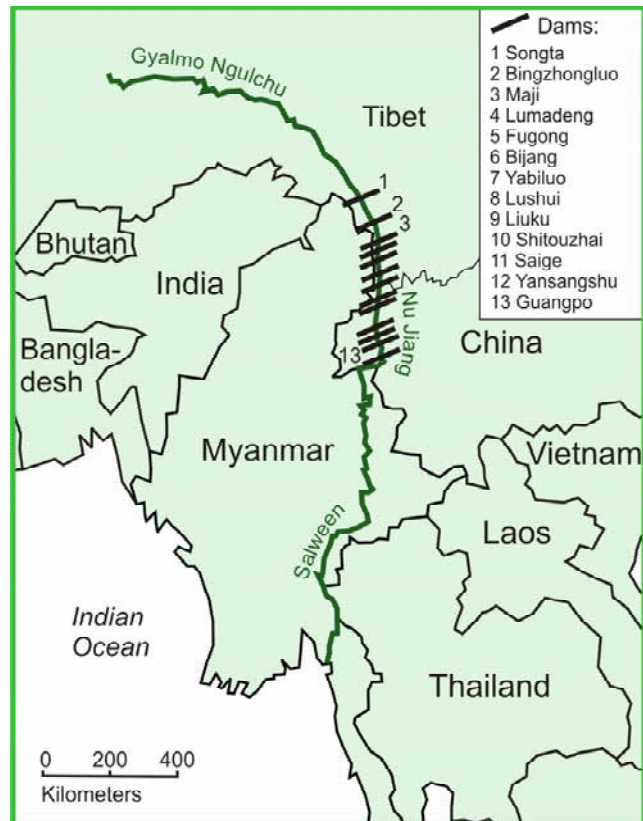 Gyalmo Ngulchu
Tibet
Dams:
1 Songta
2 Bingzhongluo
3 Maji
4 Lumadeng
5 Fugong
6 Bijang
7 Yabiluo
8 Lushui
9 Liuku
10 Shitouzhai
11 Saige
12 Yansangshu
13 Guangpo
1
2
3
Bhutan
India
Bangla-
desh
Nu Jiang
China
13
Myanmar
Vietnam
Laos
Salween
Indian
Ocean
Thailand
0 200 400
Kilometers